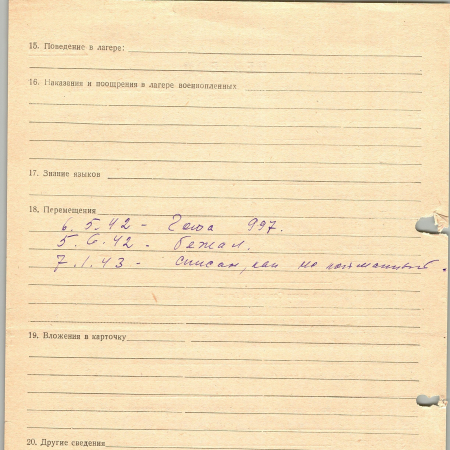 15. Поведение в лагере:
16. Наказания и поощрения в лагере военнопленных
17. Знание языков
18. Перемещения
6. 5. 42 - 997.
5. 6. 42 - бежал.
7. 1. 43 - списан, как не пойманный.
19. Вложения в карточку
20. Другие сведения